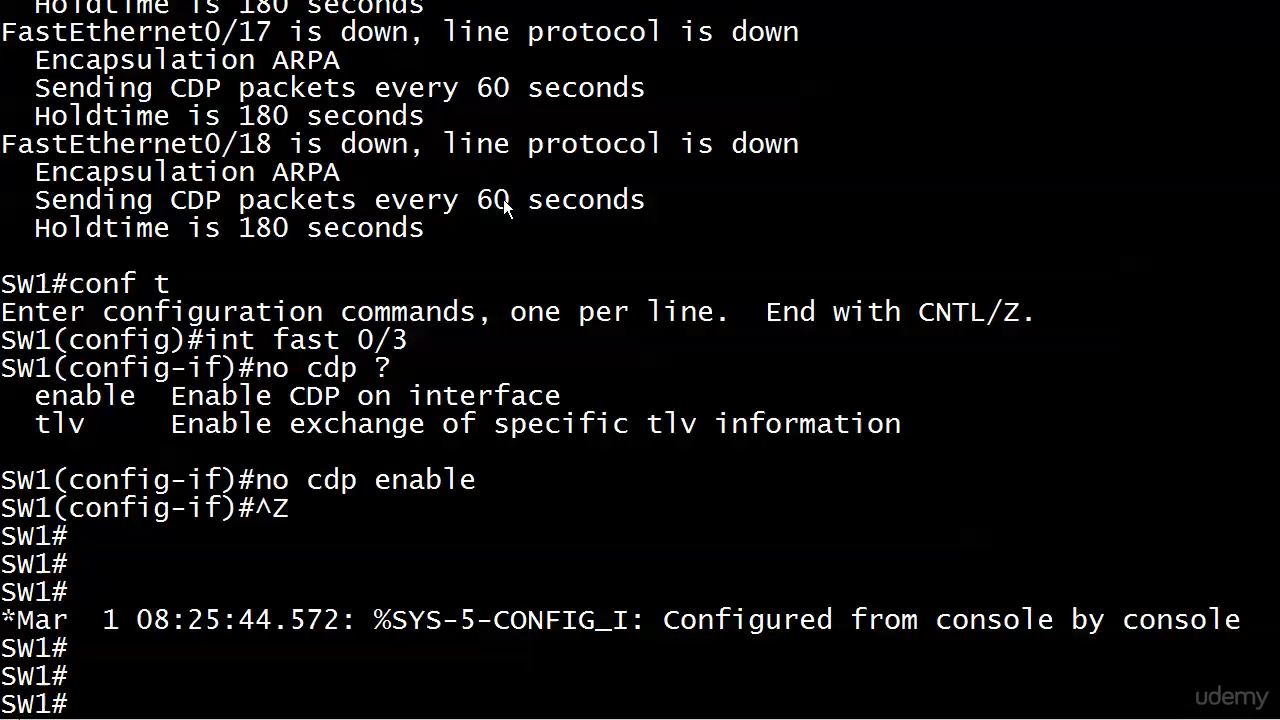 Holdtime is 180 seconds
FastEthernet0/17 is down, line protocol is down
Encapsulation ARPA
Sending CDP packets every 60 seconds
Holdtime is 180 seconds
FastEthernet0/18 is down, line protocol is down
Encapsulation ARPA
Sending CDP packets every 60 seconds
Holdtime is 180 seconds
SW1#conf t
Enter configuration commands, one per line.  End with CNTL/Z.
SW1(config)#int fast 0/3
SW1(config-if)#no cdp ?
enable  Enable CDP on interface
tlv     Enable exchange of specific tlv information
SW1(config-if)#no cdp enable
SW1(config-if)#^Z
SW1#
SW1#
SW1#
*Mar  1 08:25:44.572: %SYS-5-CONFIG_I: Configured from console by console
SW1#
SW1#
SW1#
udemy